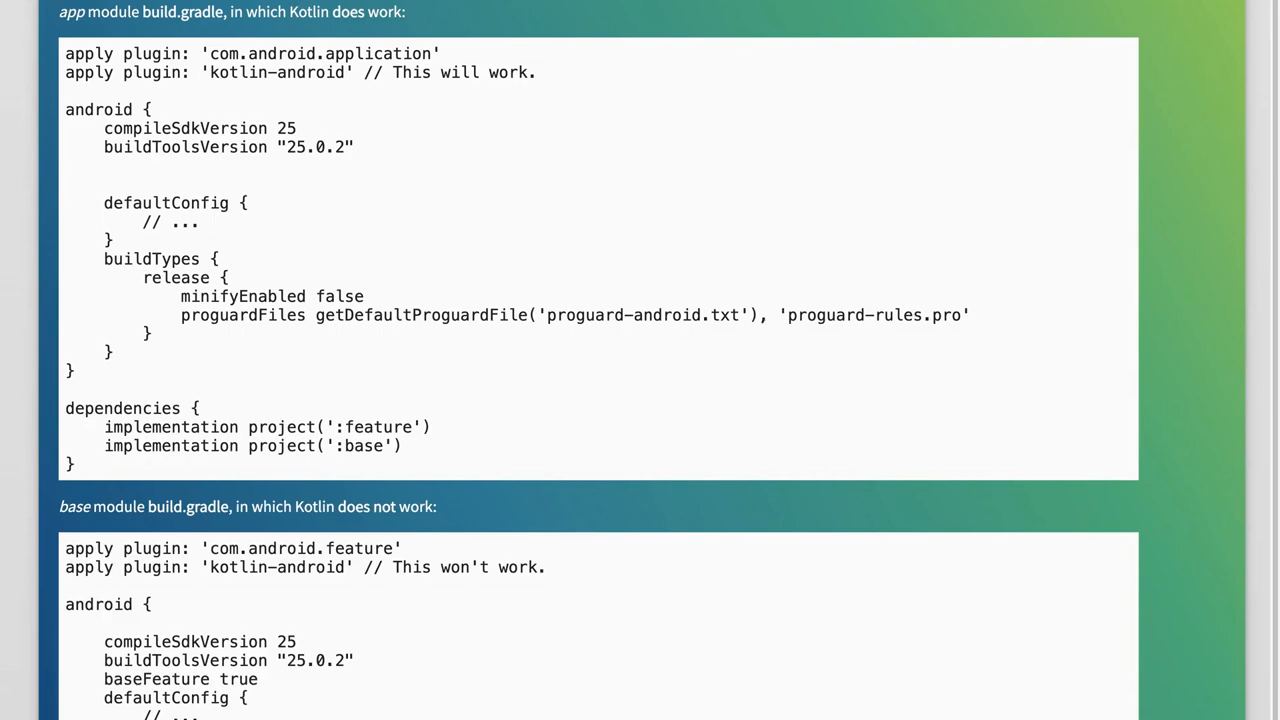 app module build.gradle, in which Kotlin does work:
apply plugin: 'com.android.application'
apply plugin: 'kotlin-android' // This will work.
android {
    compileSdkVersion 25
    buildToolsVersion "25.0.2"
    defaultConfig {
        // ...
    }
    buildTypes {
        release {
            minifyEnabled false
            proguardFiles getDefaultProguardFile('proguard-android.txt'), 'proguard-rules.pro'
        }
    }
}
dependencies {
    implementation project(':feature')
    implementation project(':base')
}
base module build.gradle, in which Kotlin does not work:
apply plugin: 'com.android.feature'
apply plugin: 'kotlin-android' // This won't work.
android {
    compileSdkVersion 25
    buildToolsVersion "25.0.2"
    baseFeature true
    defaultConfig {
        // ...